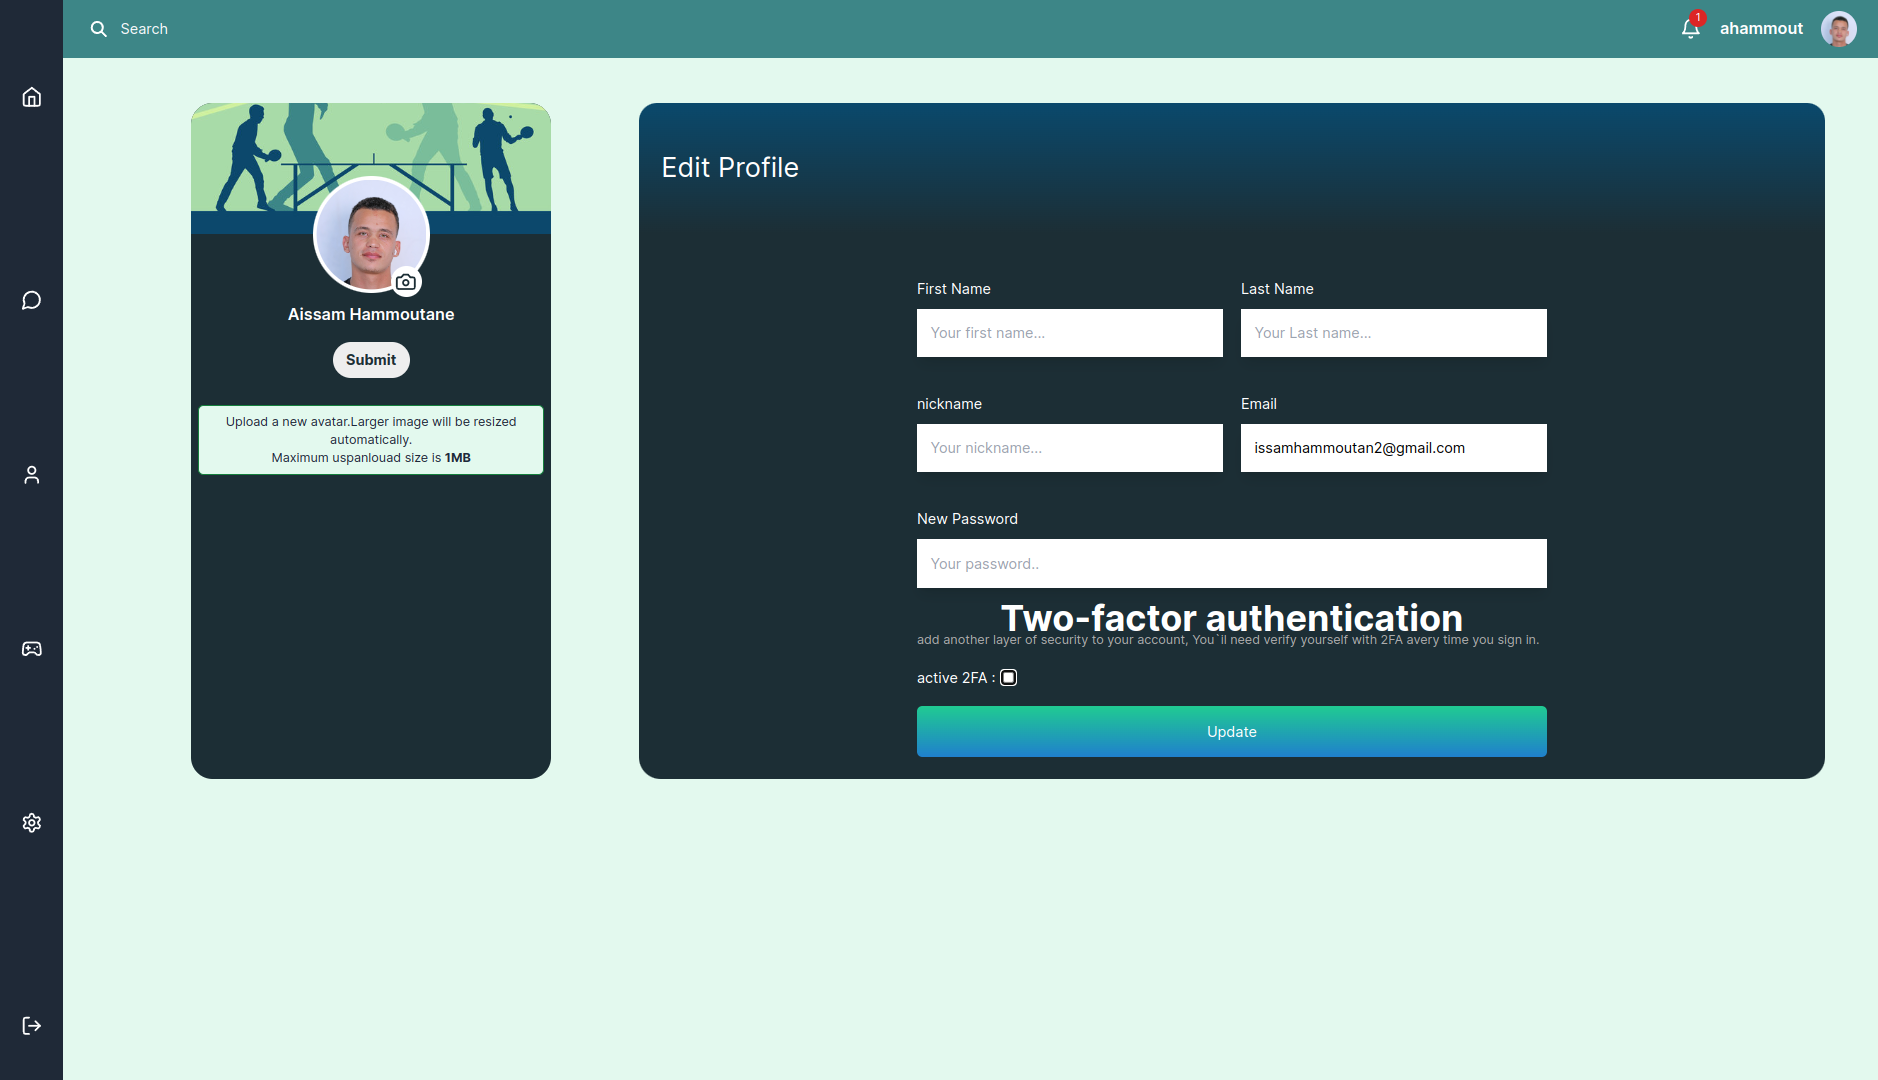 Search
1
ahammout
Aissam Hammoutane
Submit
Upload a new avatar.Larger image will be resized
automatically.
Maximum uspanlouad size is 1MB
Edit Profile
First Name
Last Name
Your first name...
Your Last name...
nickname
Email
Your nickname...
issamhammoutan2@gmail.com
New Password
Your password..
Two-factor authentication
add another layer of security to your account, You`il need verify yourself with 2FA avery time you sign in.
active 2FA :
Update